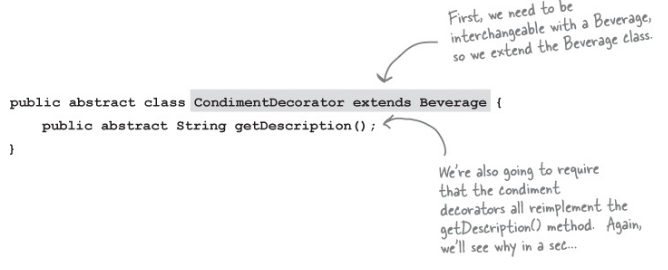 First, we need to be
interchangeable with a Beverage,
so we extend the Beverage class.
public abstract class CondimentDecorator extends Beverage {
public abstract String getDescription();
}
We're also going to require
that the condiment
decorators all reimplement the
getDescription() method. Again,
we'll see why in a sec...